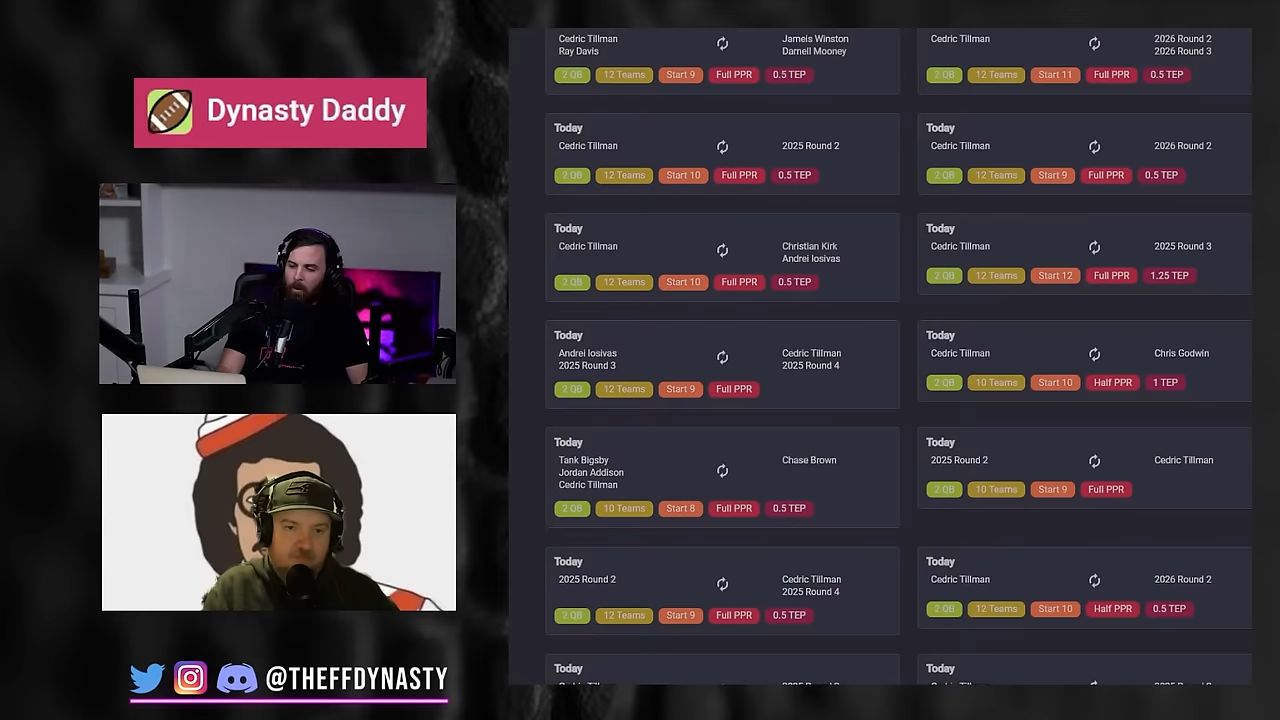 Dynasty Daddy
@THEFFDYNASTY
Cedric Tillman
Ray Davis
Jameis Winston
Darnell Mooney
2 QB 12 Teams Start 9 Full PPR 0.5 TEP
Cedric Tillman
2026 Round 2
2026 Round 3
2 QB 12 Teams Start 11 Full PPR 0.5 TEP
Today
Cedric Tillman 2025 Round 2
2 QB 12 Teams Start 10 Full PPR 0.5 TEP
Today
Cedric Tillman 2026 Round 2
2 QB 12 Teams Start 9 Full PPR 0.5 TEP
Today
Cedric Tillman
Christian Kirk
Andrei Iosivas
2 QB 12 Teams Start 10 Full PPR 0.5 TEP
Today
Cedric Tillman 2025 Round 3
2 QB 12 Teams Start 12 Full PPR 1.25 TEP
Today
Andrei Iosivas
2025 Round 3
Cedric Tillman
2025 Round 4
2 QB 12 Teams Start 9 Full PPR
Today
Cedric Tillman Chris Godwin
2 QB 10 Teams Start 10 Half PPR 1 TEP
Today
Tank Bigsby
Jordan Addison
Cedric Tillman
Chase Brown
2 QB 10 Teams Start 8 Full PPR 0.5 TEP
Today
2025 Round 2 Cedric Tillman
2 QB 10 Teams Start 9 Full PPR
Today
2025 Round 2
Cedric Tillman
2025 Round 4
2 QB 12 Teams Start 9 Full PPR 0.5 TEP
Today
Cedric Tillman 2026 Round 2
2 QB 12 Teams Start 10 Half PPR 0.5 TEP
Today
Today